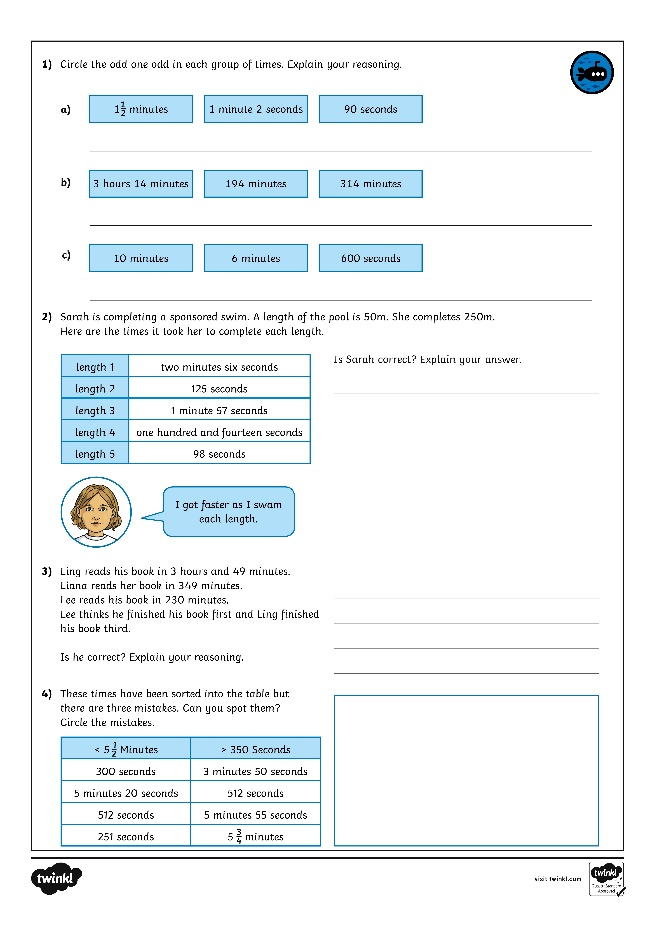 1) Circle the odd one odd in each group of times. Explain your reasoning.
a) 1 1/2 minutes 1 minute 2 seconds 90 seconds
b) 3 hours 14 minutes 194 minutes 314 minutes
c) 10 minutes 6 minutes 600 seconds
2) Sarah is completing a sponsored swim. A length of the pool is 50m. She completes 250m.
Here are the times it took her to complete each length.
length 1 two minutes six seconds
length 2 125 seconds
length 3 1 minute 57 seconds
length 4 one hundred and fourteen seconds
length 5 98 seconds
I got faster as I swam
each length.
Is Sarah correct? Explain your answer.
3) Ling reads his book in 3 hours and 49 minutes.
Liana reads her book in 349 minutes.
Lee reads his book in 230 minutes.
Lee thinks he finished his book first and Ling finished
his book third.
Is he correct? Explain your reasoning.
4) These times have been sorted into the table but
there are three mistakes. Can you spot them?
Circle the mistakes.
< 5 1/2 Minutes > 350 Seconds
300 seconds 3 minutes 50 seconds
5 minutes 20 seconds 512 seconds
512 seconds 5 minutes 55 seconds
251 seconds 5 3/4 minutes
twinkl
visit twinkl.com
twinkl
Approved